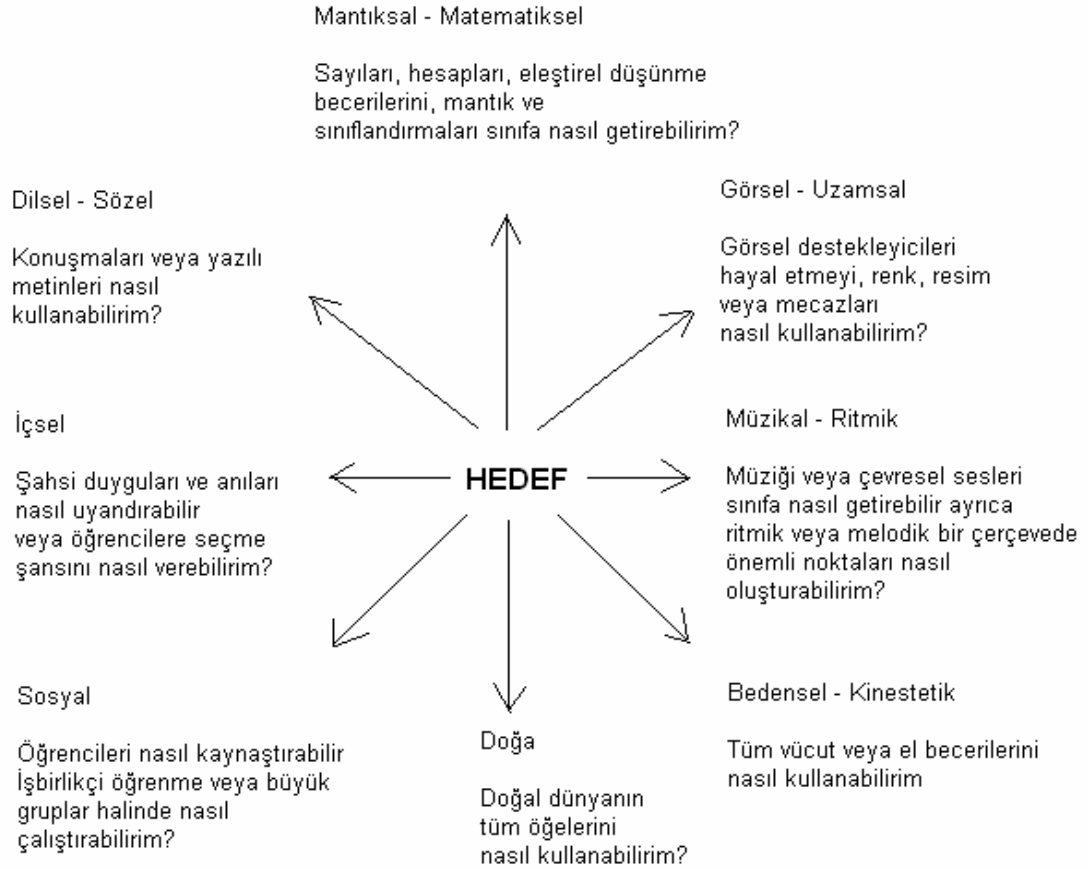 Mantıksal - Matematiksel
Sayıları, hesapları, eleştirel düşünme
becerilerini, mantık ve
sınıflandırmaları sınıfa nasıl getirebilirim?
Dilsel - Sözel
Konuşmaları veya yazılı
metinleri nasıl
kullanabilirim?
Görsel - Uzamsal
Görsel destekleyicileri
hayal etmeyi, renk, resim
veya mecazları
nasıl kullanabilirim?
İçsel
Şahsi duyguları ve anıları
nasıl uyandırabilir
veya öğrencilere seçme
şansını nasıl verebilirim?
HEDEF
Müzikal - Ritmik
Müziği veya çevresel sesleri
sınıfa nasıl getirebilir ayrıca
ritmik veya melodik bir çerçevede
önemli noktaları nasıl
oluşturabilirim?
Sosyal
Öğrencileri nasıl kaynaştırabilir
İşbirlikçi öğrenme veya büyük
gruplar halinde nasıl
çalıştırabilirim?
Doğa
Doğal dünyanın
tüm öğelerini
nasıl kullanabilirim?
Bedensel - Kinestetik
Tüm vücut veya el becerilerini
nasıl kullanabilirim